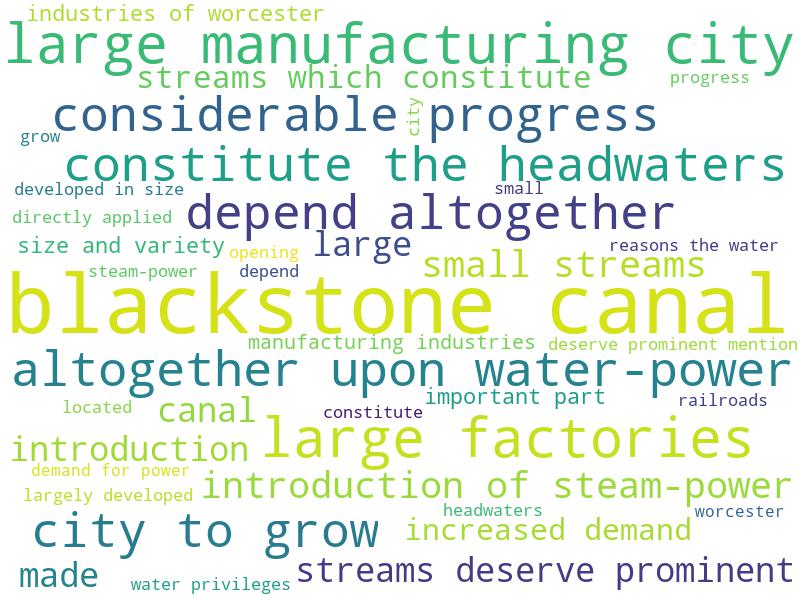 industries of worcester
large manufacturing city
streams which constitute
progress
considerable
city
progress
grow
constitute the headwaters
developed in size
small
directly applied
depend altogether
size and variety
opening
large
reasons the water
steam-power
depend
small streams
blackstone canal
manufacturing industries
deserve prominent mention
altogether upon water-power
important part
railroads
located
canal
constitute
introduction
large factories
demand for power
largely developed
introduction of steam-power
headwaters
worcester
city to grow
increased demand
made
water privileges
streams deserve prominent